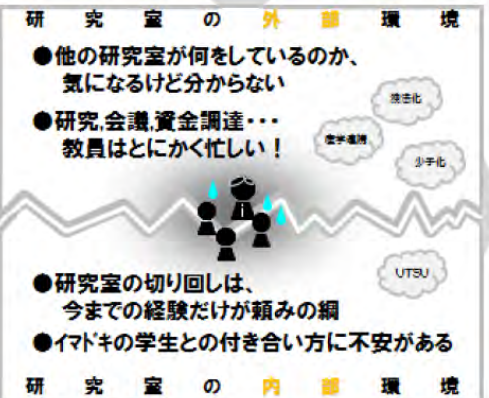 研究室の外部環境
●他の研究室が何をしているのか、
気になるけど分からない
法人化
●研究,会議,資金調達・・・
教員はとにかく忙しい！
産学連携
少子化
UTSU
●研究室の切り回しは、
今までの経験だけが頼みの綱
●イマドキの学生との付き合い方に不安がある
研究室の内部環境